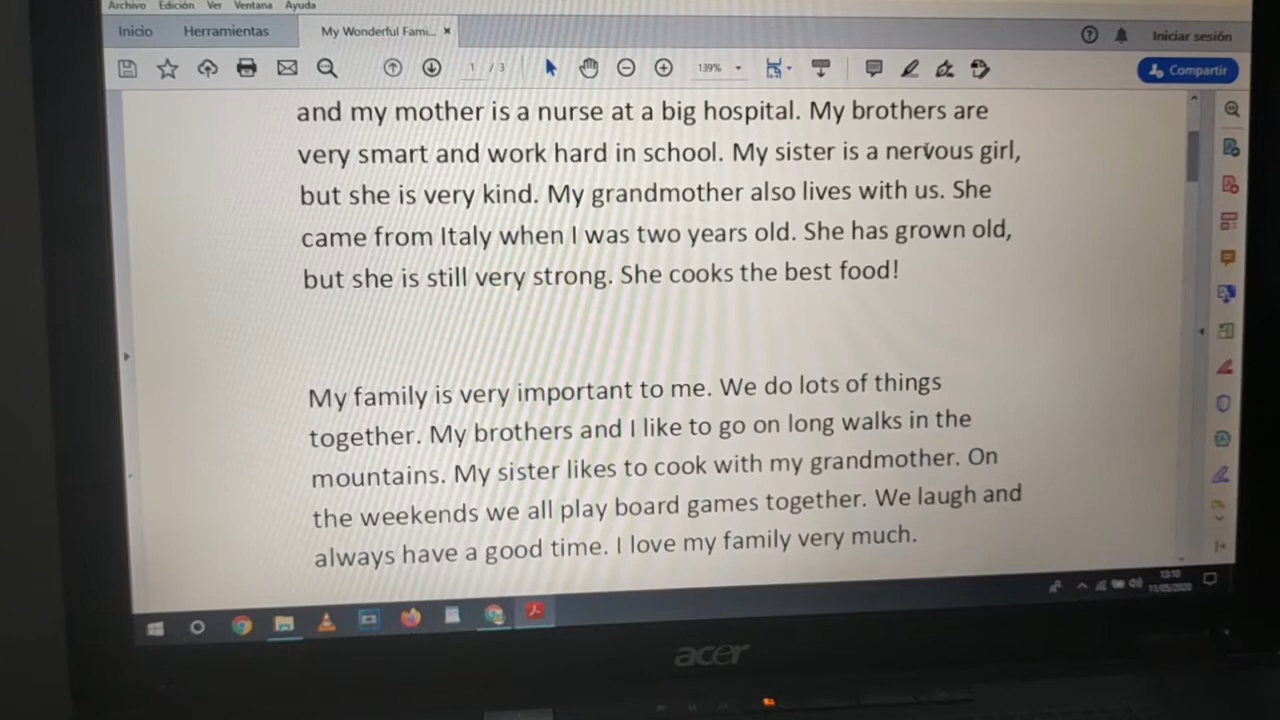 Archivo Edición Ver Ventana Ayuda
Inicio Herramientas My Wonderful Fami... × Iniciar sesión
1 / 3 139% Compartir
and my mother is a nurse at a big hospital. My brothers are
very smart and work hard in school. My sister is a nervous girl,
but she is very kind. My grandmother also lives with us. She
came from Italy when I was two years old. She has grown old,
but she is still very strong. She cooks the best food!
My family is very important to me. We do lots of things
together. My brothers and I like to go on long walks in the
mountains. My sister likes to cook with my grandmother. On
the weekends we all play board games together. We laugh and
always have a good time. I love my family very much.
13:10
11/05/2020
acer